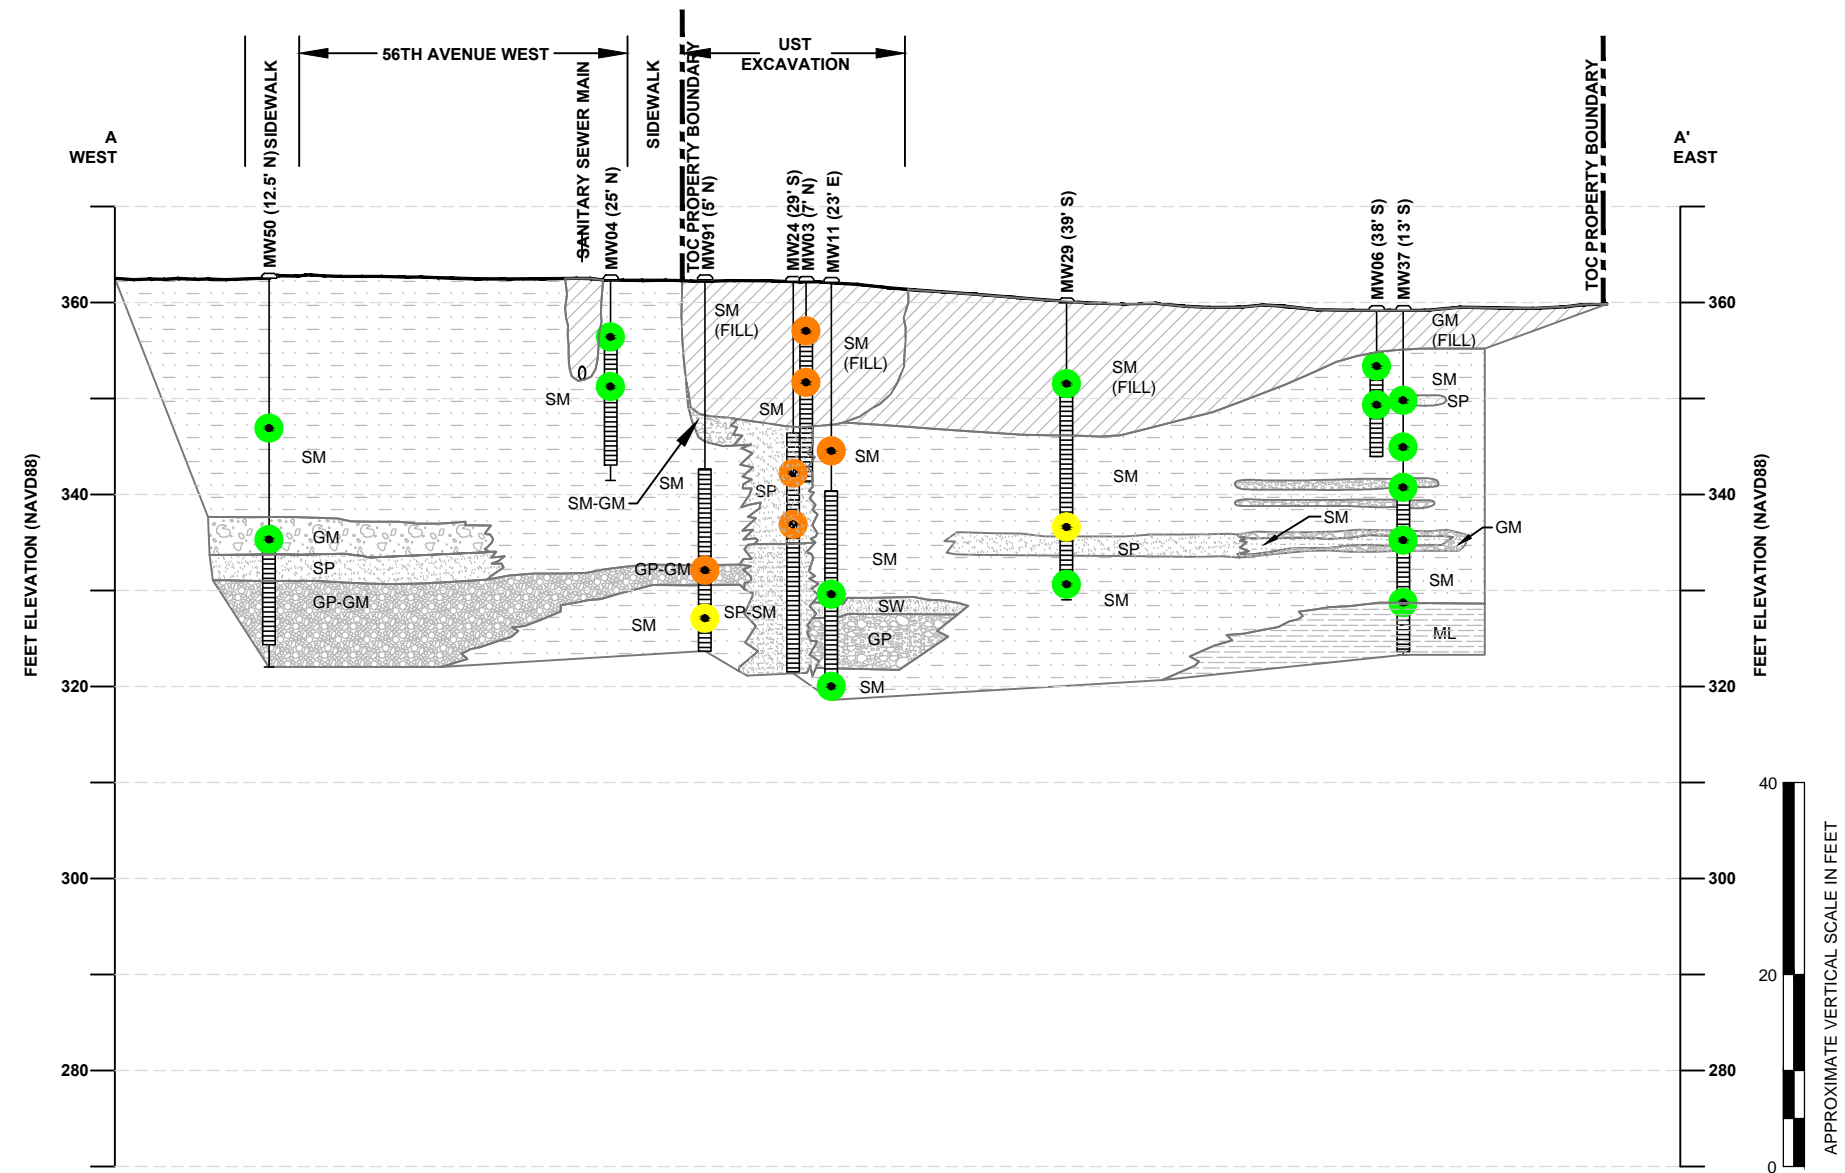 56TH AVENUE WEST
UST
EXCAVATION
SIDEWALK
SANITARY SEWER MAIN
SIDEWALK
TOC PROPERTY BOUNDARY
TOC PROPERTY BOUNDARY
A
WEST
A'
EAST
MW50 (12.5' N)
MW04 (25' N)
MW91 (5' N)
MW24 (29' S)
MW03 (7' N)
MW11 (23' E)
MW29 (39' S)
MW06 (38' S)
MW37 (13' S)
FEET ELEVATION (NAVD88)
360
340
320
300
280
SM
(FILL)
SM
(FILL)
SM
(FILL)
GM
(FILL)
SM
SP
SM
SM
SM
SM
SM
SM-GM
SM
SP
SM
GM
SM
GM
SP
SM
SP
SM
GP-GM
GP-GM
SP-SM
SM
SW
GP
SM
SM
ML
FEET ELEVATION (NAVD88)
360
340
320
300
280
40
20
0
APPROXIMATE VERTICAL SCALE IN FEET